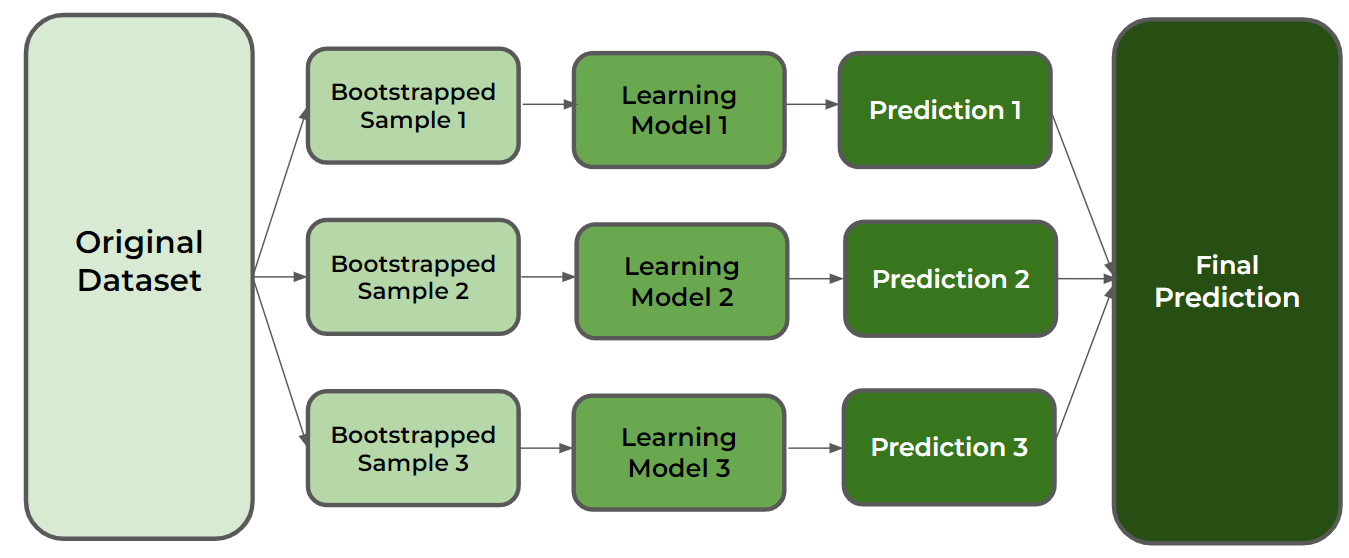 Original
Dataset
Bootstrapped
Sample 1
Learning
Model 1
Prediction 1
Bootstrapped
Sample 2
Learning
Model 2
Prediction 2
Bootstrapped
Sample 3
Learning
Model 3
Prediction 3
Final
Prediction